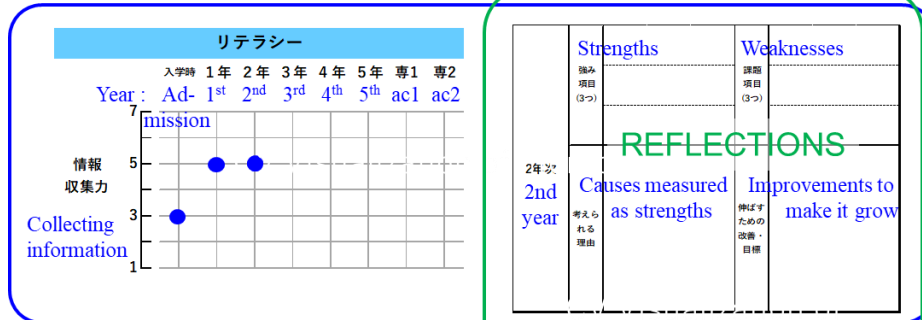 リテラシー
入学時 1年 2年 3年 4年 5年 専1 専2
Year : Ad- 1st 2nd 3rd 4th 5th ac1 ac2
mission
7
5
3
1
情報
収集力
Collecting
information
Strengths
強み
項目
(3つ)
Weaknesses
課題
項目
(3つ)
REFLECTIONS
2年次
2nd
year
Causes measured
as strengths
考えら
れる
理由
Improvements to
make it grow
伸ばす
ための
改善・
目標